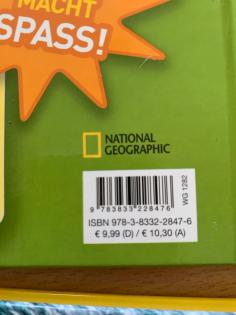 MACHT
SPASS!
NATIONAL
GEOGRAPHIC
WG 1282
9 783833 228476
ISBN 978-3-8332-2847-6
€ 9,99 (D) / € 10,30 (A)